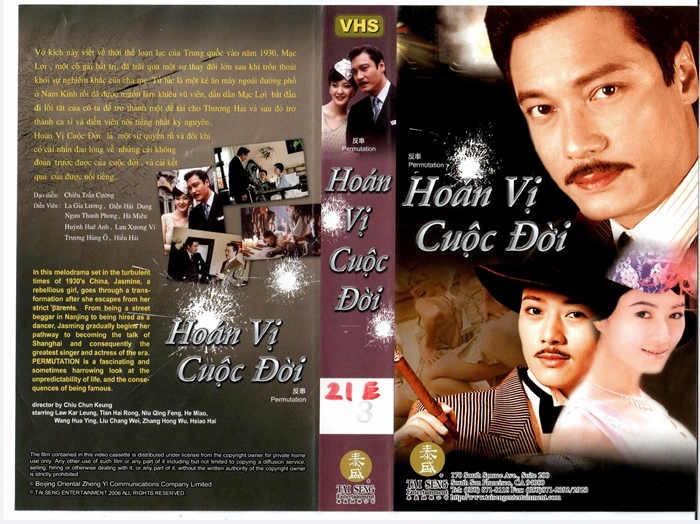 Vở kịch này viết về thời thế loạn lạc của Trung quốc vào năm 1930, Mạc
Lợi , một cô gái bất trị, đã trải qua một sự thay đổi lớn sau khi trốn thoát
khỏi sự nghiêm khắc của cha mẹ. Từ lúc là một kẻ ăn mày ngoài đường phố
ở Nam Kinh rồi đã được mướn làm khiêu vũ viên, dần dần Mạc Lợi bắt đầu
đi lối tắt của cô ta để trở thành một đề tài cho Thượng Hải và sau đó trở
thành ca sĩ và diễn viên nổi tiếng nhất kỷ nguyên.
Hoán Vị Cuộc Đời là một sự quyến rũ và đôi khi
có cái nhìn đau lòng về những cái không
đoán trước được của cuộc đời , và cái kết
quả của được nổi tiếng..
Đạo diễn: Chiêu Trấn Cường
Diễn Viên : La Gia Lương , Điền Hải Dung
Ngưu Thanh Phong , Hà Miêu
Huỳnh Huê Anh , Lưu Xương Vi
Trương Hùng Ô , Hiểu Hải
In this melodrama set in the turbulent
times of 1930's China, Jasmine, a
rebellious girl, goes through a trans-
formation after she escapes from her
strict parents. From being a street
beggar in Nanjing to being hired as a
dancer, Jasming gradually begins her
pathway to becoming the talk of
Shanghai and consequently the
greatest singer and actress of the era.
PERMUTATION is a fascinating and
sometimes harrowing look at the
unpredictability of life, and the conse-
quences of being famous.
director by Chiu Chun Keung
starring Law Kar Leung, Tian Hai Rong, Niu Qing Feng, He Miao,
Wang Hua Ying, Liu Chang Wei, Zhang Hong Wu, Hsiao Hai
Hoán Vị
Cuộc Đời
反串
Permutation
The film contained in this video cassette is distributed from the copyright owner for private home
use only. Any other use of such film or any part of it including but not limited to copying a diffusion service.
selling, hiring or otherwise dealing with it, or any part of it; without the written authority of the copyright owner
is strictly prohibited
® Beijing Oriental Zheng Yi Communications Company Limited
© TAI SENG ENTERTAINMENT 2006 ALL RIGHTS RESERVED
VHS
反串
Permutation
Hoán
Vị
Cuộc
Đời
21E
3
泰
盛
TAI SENG
Entertainment
反串
Permutation
Hoán Vị
Cuộc Đời
泰
盛
TAI SENG
Entertainment
170 South Spruce Ave., Suite 200
South San Francisco, CA 94080
http://www.taisengentertainment.com